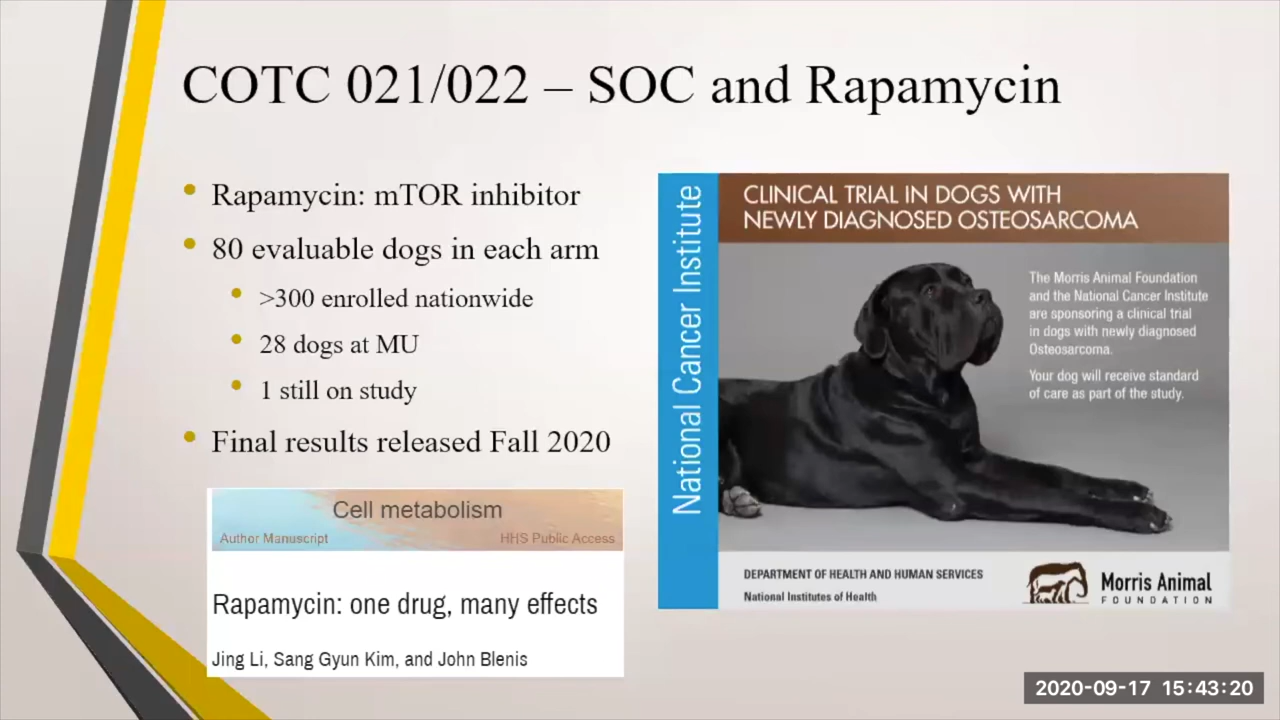 COTC 021/022 – SOC and Rapamycin
Rapamycin: mTOR inhibitor
80 evaluable dogs in each arm
>300 enrolled nationwide
28 dogs at MU
1 still on study
Final results released Fall 2020
Cell metabolism
Author Manuscript
HHS Public Access
Rapamycin: one drug, many effects
Jing Li, Sang Gyun Kim, and John Blenis
National Cancer Institute
CLINICAL TRIAL IN DOGS WITH
NEWLY DIAGNOSED OSTEOSARCOMA
The Morris Animal Foundation
and the National Cancer Institute
are sponsoring a clinical trial
in dogs with newly diagnosed
Osteosarcoma.
Your dog will receive standard
of care as part of the study.
DEPARTMENT OF HEALTH AND HUMAN SERVICES
National Institutes of Health
Morris Animal
FOUNDATION
2020-09-17 15:43:20